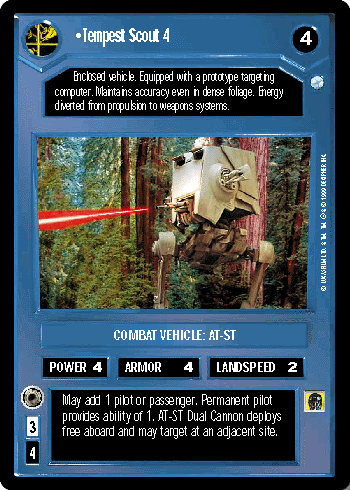 •Tempest Scout 4
4
Enclosed vehicle. Equipped with a prototype targeting
computer. Maintains accuracy even in dense foliage. Energy
diverted from propulsion to weapons systems.
COMBAT VEHICLE: AT-ST
POWER 4 ARMOR 4 LANDSPEED 2
May add 1 pilot or passenger. Permanent pilot
provides ability of 1. AT-ST Dual Cannon deploys
free aboard and may target at an adjacent site.
3
4